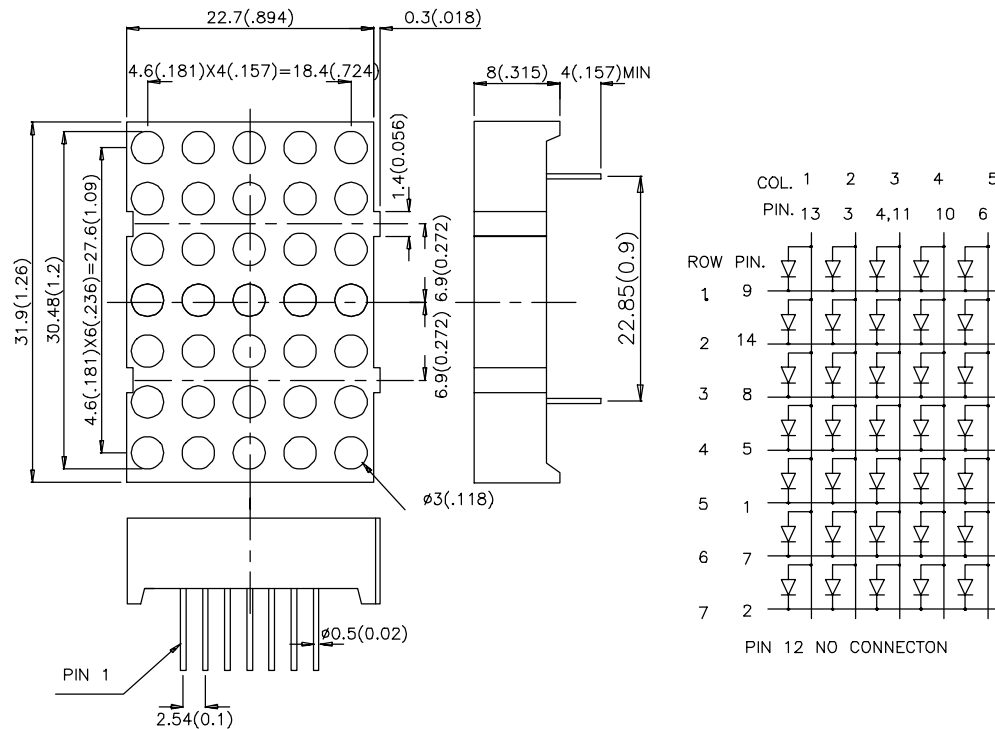 22.7(.894)
0.3(.018)
4.6(.181)X4(.157)=18.4(.724)
8(.315)
4(.157)MIN
31.9(1.26)
30.48(1.2)
4.6(.181)X6(.236)=27.6(1.09)
1.4(0.056)
6.9(0.272)
6.9(0.272)
22.85(0.9)
ø3(.118)
ø0.5(0.02)
PIN 1
2.54(0.1)
COL. 1 2 3 4 5
PIN. 13 3 4,11 10 6
ROW PIN.
1 9
2 14
3 8
4 5
5 1
6 7
7 2
PIN 12 NO CONNECTON